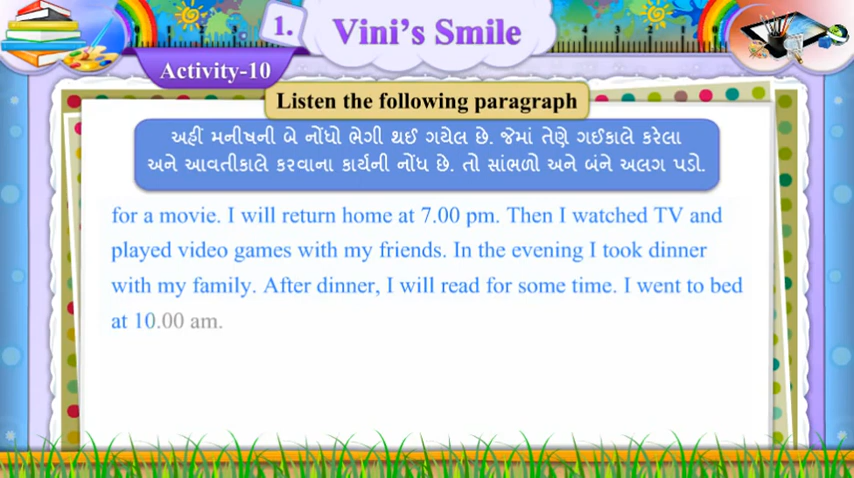 1.
Vini's Smile
Activity-10
Listen the following paragraph
અહીં મનીષની બે નોંધો ભેગી થઈ ગયેલ છે. જેમાં તેણે ગઈકાલે કરેલા
અને આવતીકાલે કરવાના કાર્યની નોંધ છે. તો સાંભળો અને બંને અલગ પડો.
for a movie. I will return home at 7.00 pm. Then I watched TV and
played video games with my friends. In the evening I took dinner
with my family. After dinner, I will read for some time. I went to bed
at 10.00 am.